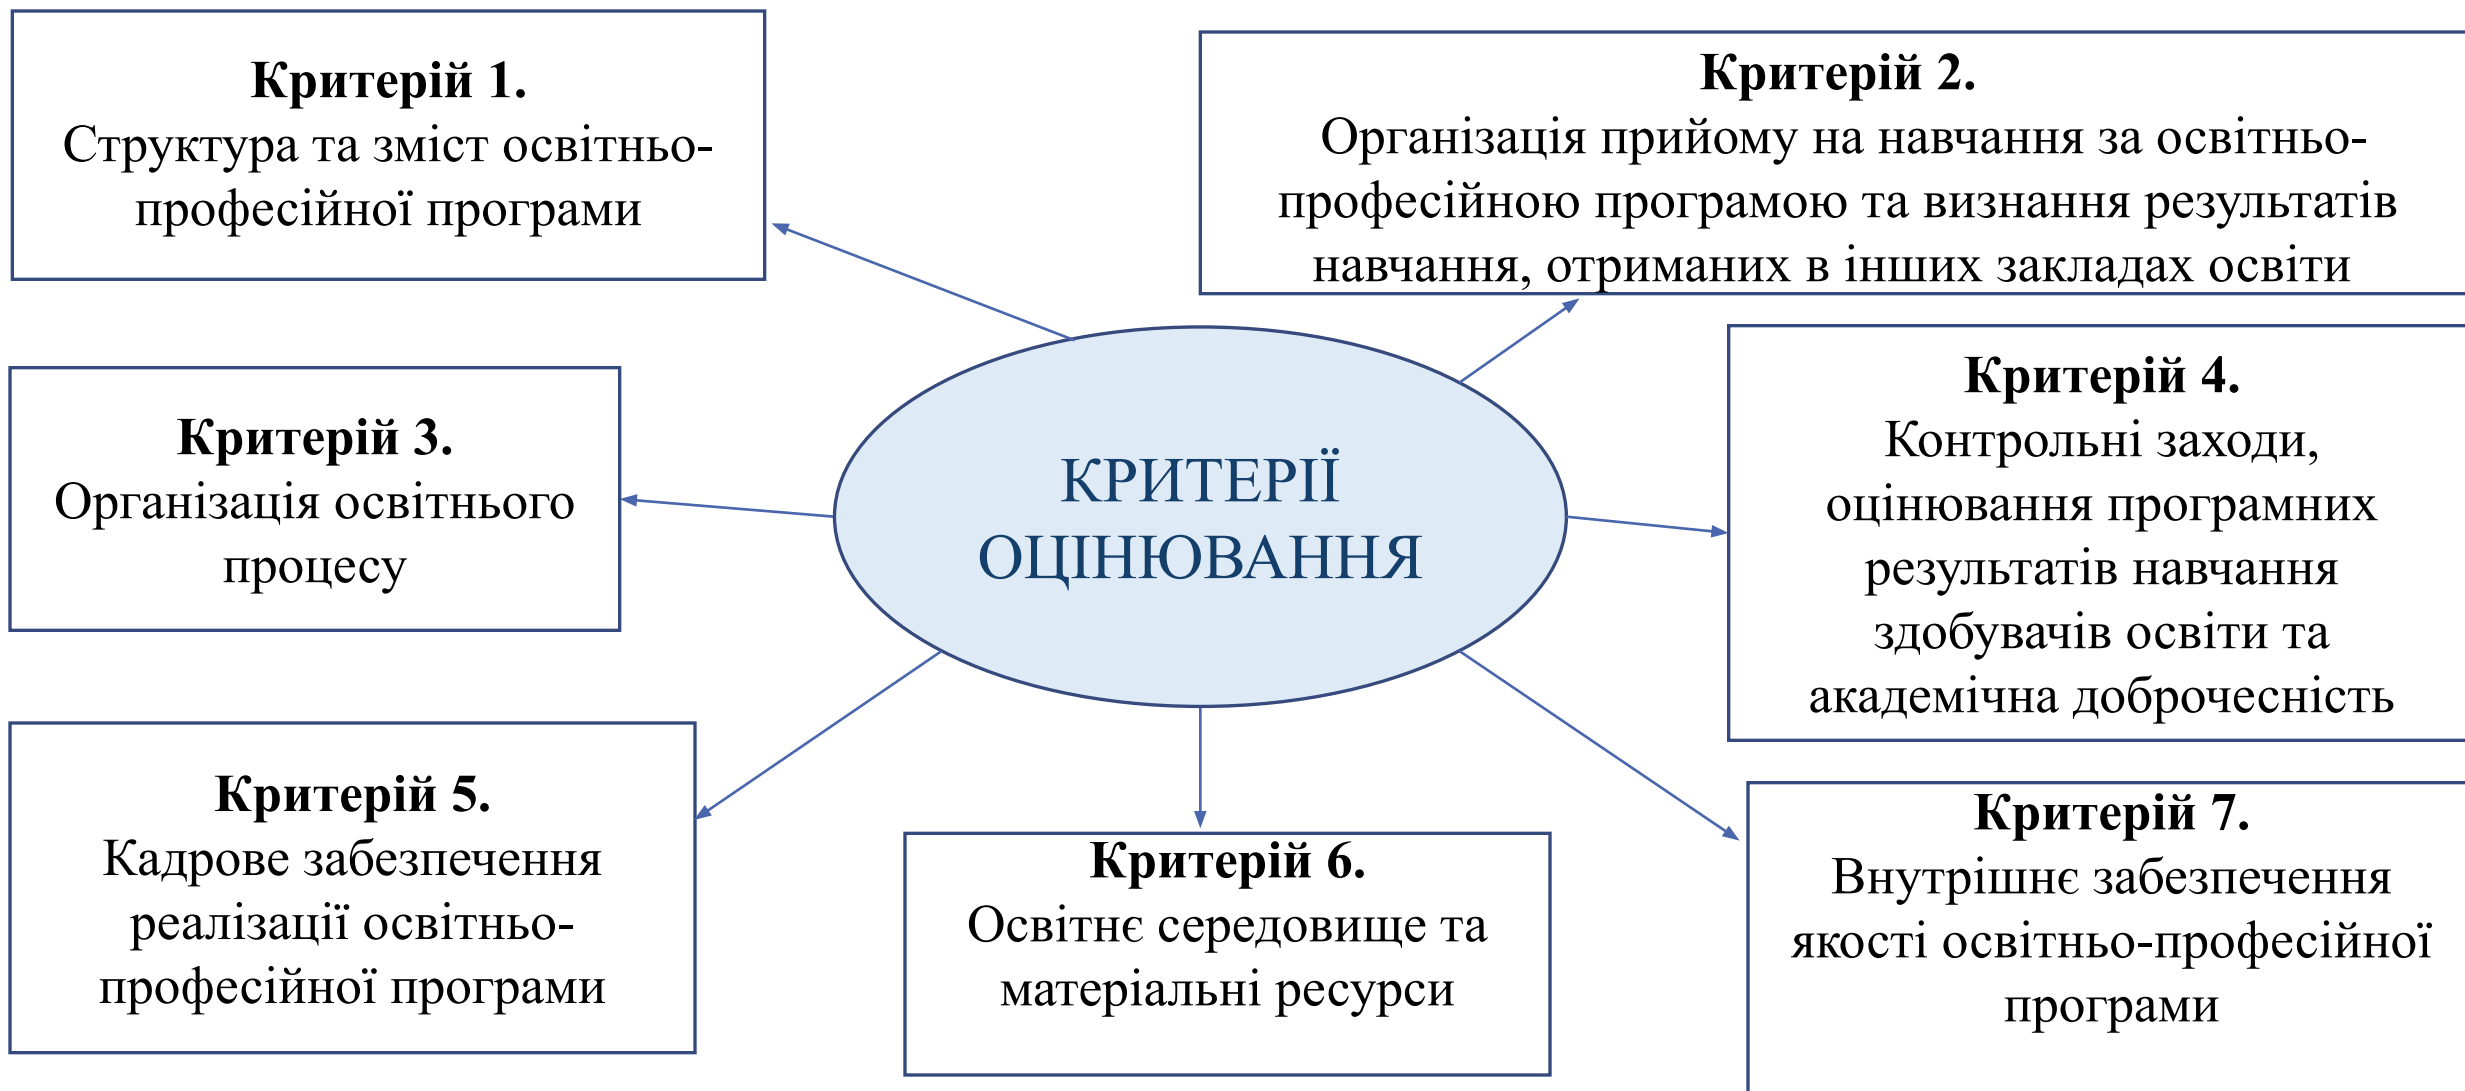 Критерій 1.
Структура та зміст освітньо-
професійної програми
Критерій 2.
Організація прийому на навчання за освітньо-
професійною програмою та визнання результатів
навчання, отриманих в інших закладах освіти
Критерій 3.
Організація освітнього
процесу
КРИТЕРІЇ
ОЦІНЮВАННЯ
Критерій 4.
Контрольні заходи,
оцінювання програмних
результатів навчання
здобувачів освіти та
академічна доброчесність
Критерій 5.
Кадрове забезпечення
реалізації освітньо-
професійної програми
Критерій 6.
Освітнє середовище та
матеріальні ресурси
Критерій 7.
Внутрішнє забезпечення
якості освітньо-професійної
програми